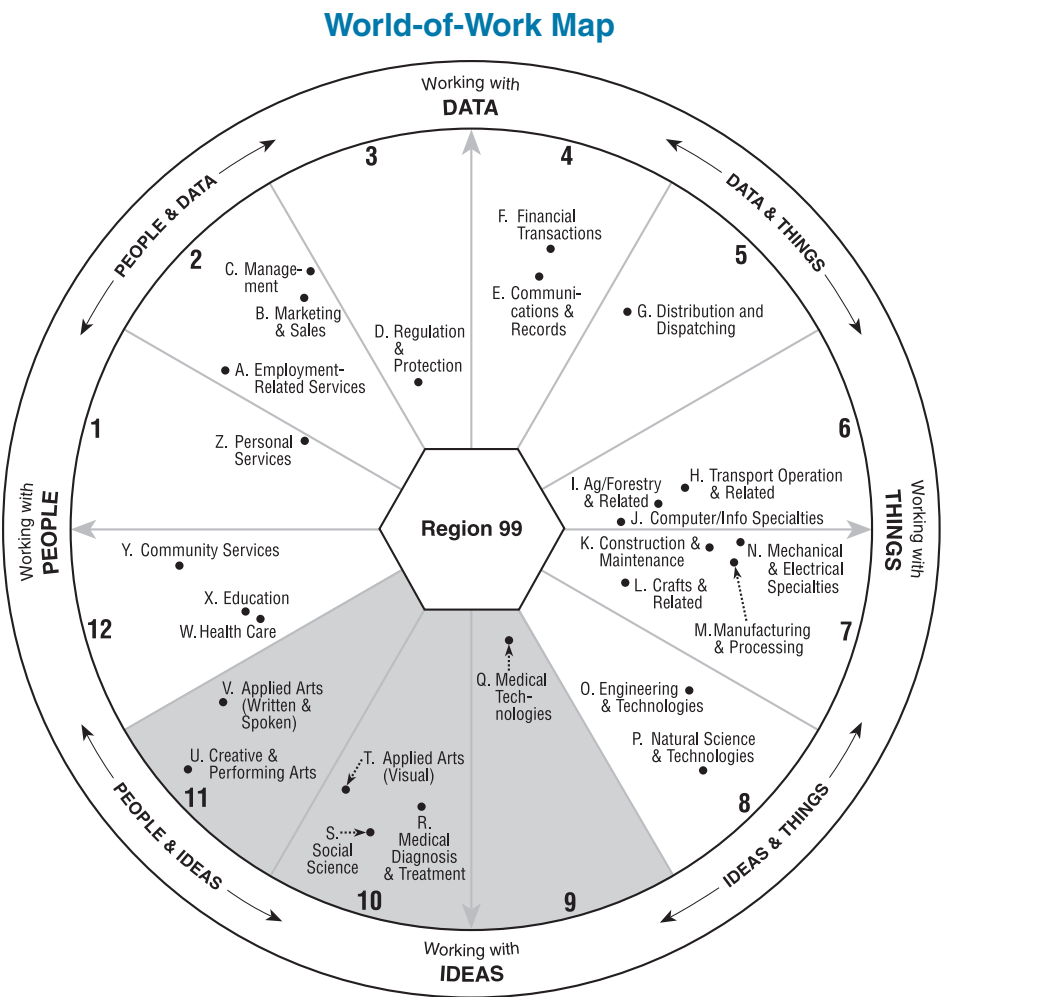 World-of-Work Map
Working with
DATA
PEOPLE & DATA
DATA & THINGS
3
4
2
5
F. Financial
Transactions
C. Manage-
ment
B. Marketing
& Sales
E. Communi-
cations &
Records
G. Distribution and
Dispatching
D. Regulation
&
Protection
A. Employment-
Related Services
1
6
Z. Personal
Services
H. Transport Operation
& Related
I. Ag/Forestry
& Related
J. Computer/Info Specialties
Working with
PEOPLE
Region 99
Working with
THINGS
Y. Community Services
K. Construction &
Maintenance
N. Mechanical
& Electrical
Specialties
X. Education
L. Crafts &
Related
W. Health Care
12
M. Manufacturing
& Processing
7
V. Applied Arts
(Written &
Spoken)
Q. Medical
Tech-
nologies
O. Engineering
& Technologies
U. Creative &
Performing Arts
T. Applied Arts
(Visual)
P. Natural Science
& Technologies
11
8
S.
Social
Science
R.
Medical
Diagnosis
& Treatment
10
9
PEOPLE & IDEAS
IDEAS & THINGS
Working with
IDEAS